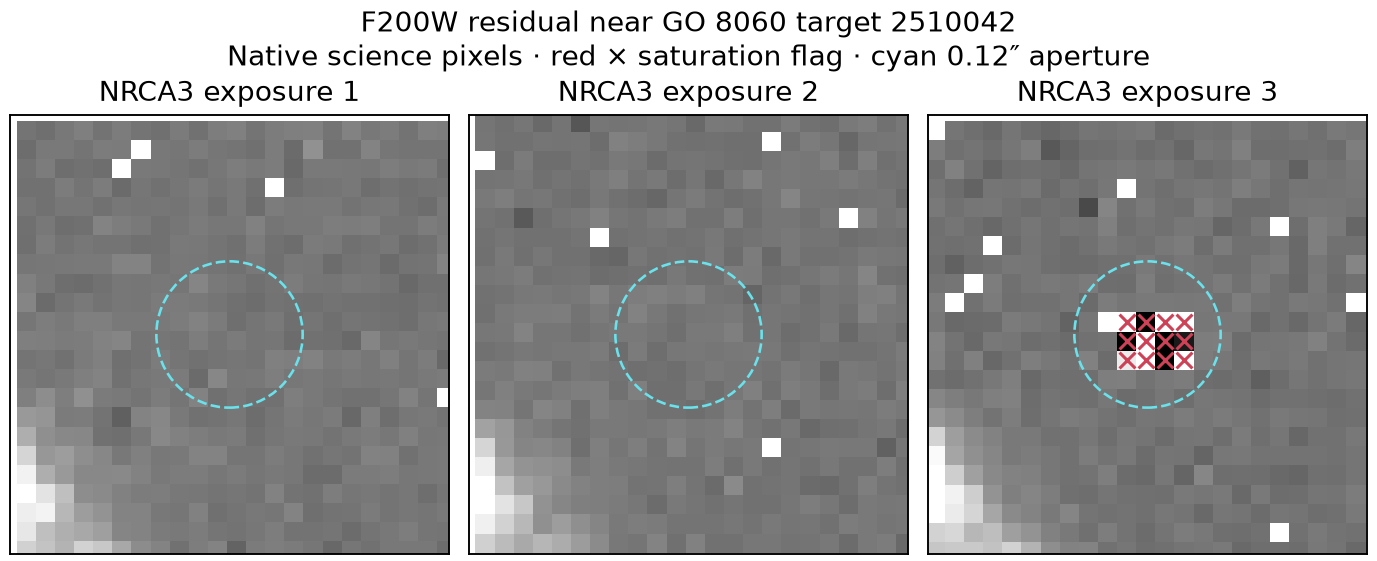 F200W residual near GO 8060 target 2510042
Native science pixels · red × saturation flag · cyan 0.12″ aperture
NRCA3 exposure 1
NRCA3 exposure 2
NRCA3 exposure 3